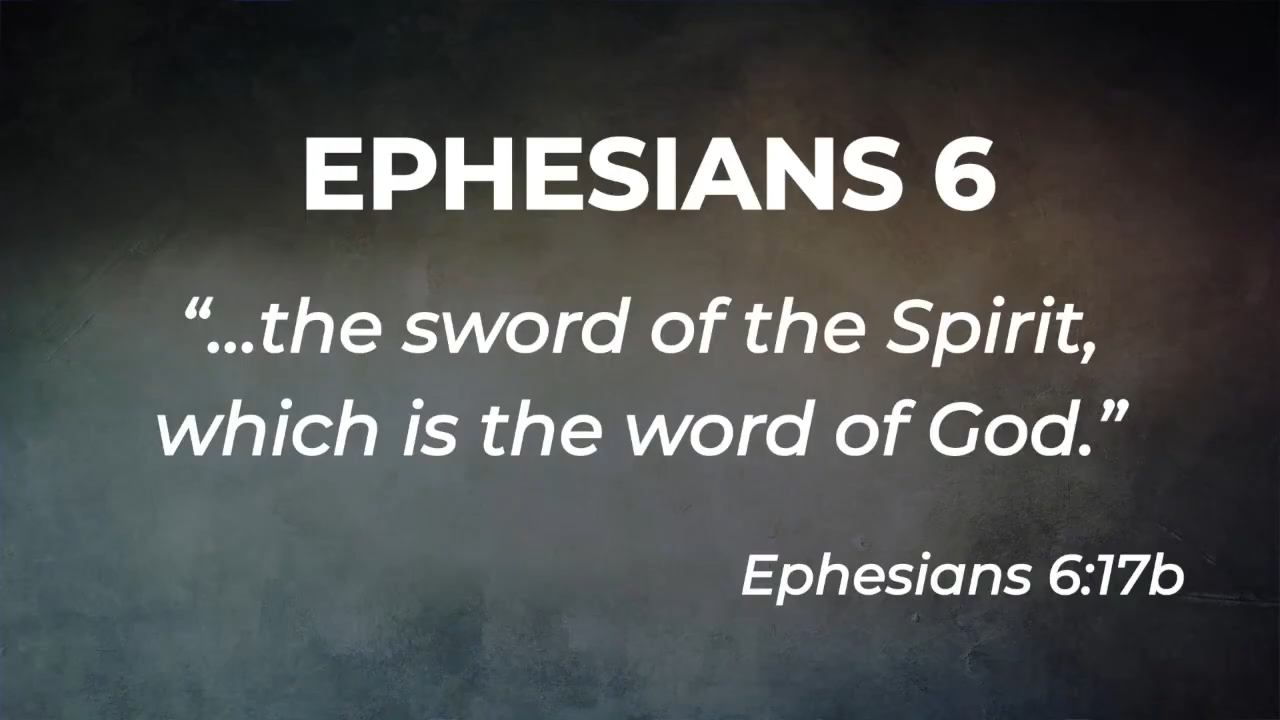 EPHESIANS 6
“...the sword of the Spirit,
which is the word of God.”
Ephesians 6:17b